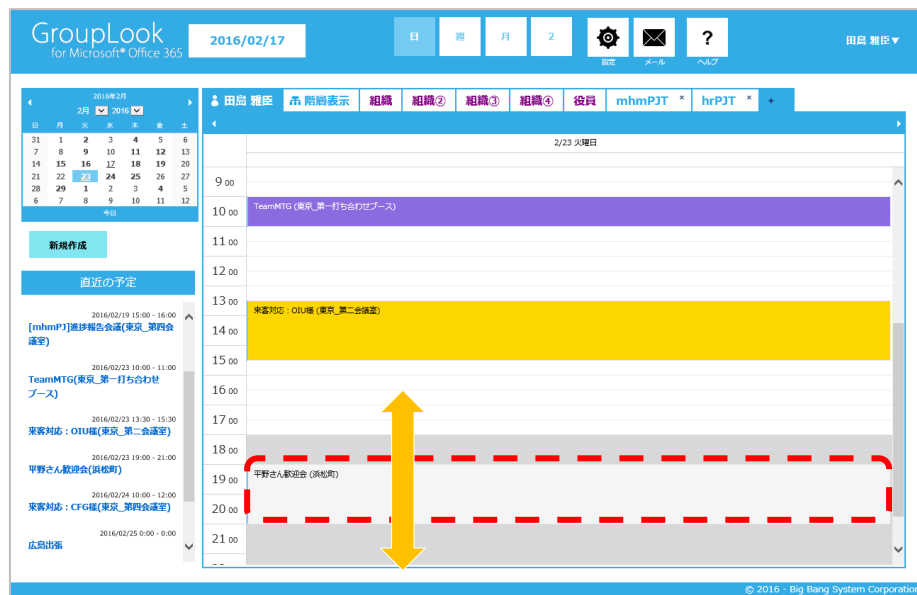 GroupLook
for Microsoft® Office 365
2016/02/17
日 週 月 2
設定 メール ヘルプ
田島 雅臣▼
2016年2月
2月 2016
日 月 火 水 木 金 土
31 1 2 3 4 5 6
7 8 9 10 11 12 13
14 15 16 17 18 19 20
21 22 23 24 25 26 27
28 29 1 2 3 4 5
6 7 8 9 10 11 12
今日
新規作成
直近の予定
2016/02/19 15:00 - 16:00
[mhmPJ]進捗報告会議(東京_第四会
議室)
2016/02/23 10:00 - 11:00
TeamMTG(東京_第一打ち合わせ
ブース)
2016/02/23 13:30 - 15:30
来客対応：OIU様(東京_第二会議室)
2016/02/23 19:00 - 21:00
平野さん歓迎会(浜松町)
2016/02/24 10:00 - 12:00
来客対応：CFG様(東京_第四会議室)
2016/02/25 0:00 - 0:00
広島出張
田島 雅臣 階層表示 組織 組織② 組織③ 組織④ 役員 mhmPJT × hrPJT × +
2/23 火曜日
9 00
10 00 TeamMTG (東京_第一打ち合わせブース)
11 00
12 00
13 00
来客対応：OIU様 (東京_第二会議室)
14 00
15 00
16 00
17 00
18 00
19 00 平野さん歓迎会 (浜松町)
20 00
21 00
© 2016 - Big Bang System Corporation